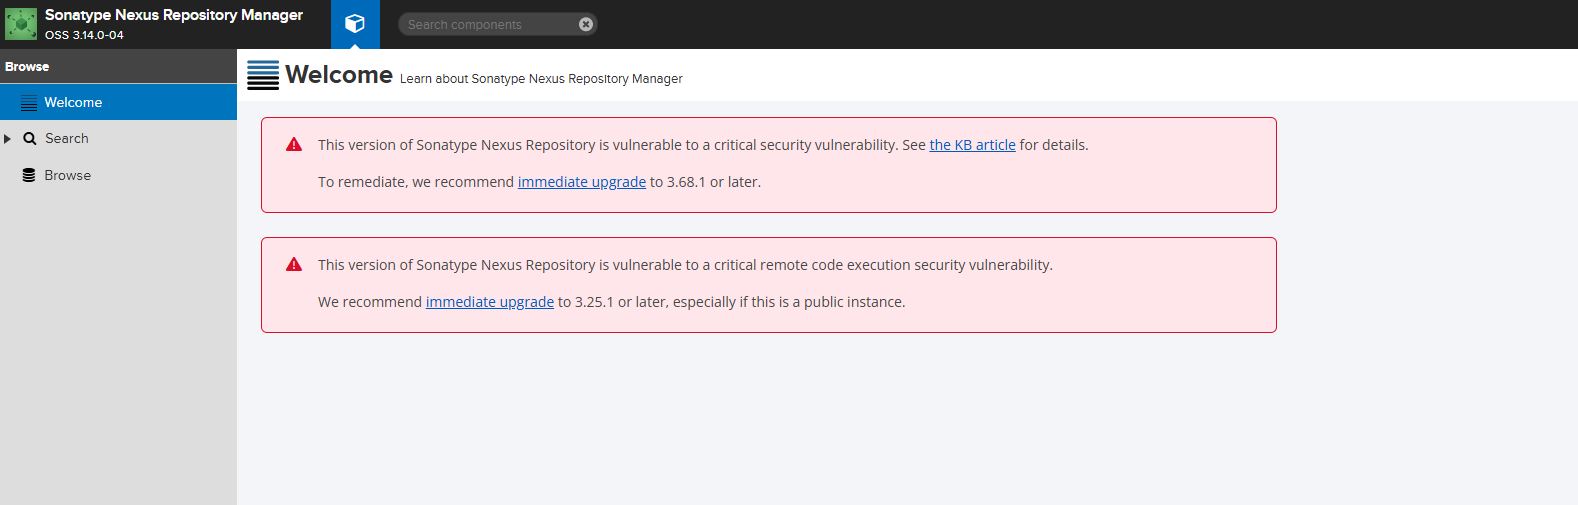 Sonatype Nexus Repository Manager
OSS 3.14.0-04
Search components
Browse
Welcome
Search
Browse
Welcome Learn about Sonatype Nexus Repository Manager
This version of Sonatype Nexus Repository is vulnerable to a critical security vulnerability. See the KB article for details.
To remediate, we recommend immediate upgrade to 3.68.1 or later.
This version of Sonatype Nexus Repository is vulnerable to a critical remote code execution security vulnerability.
We recommend immediate upgrade to 3.25.1 or later, especially if this is a public instance.